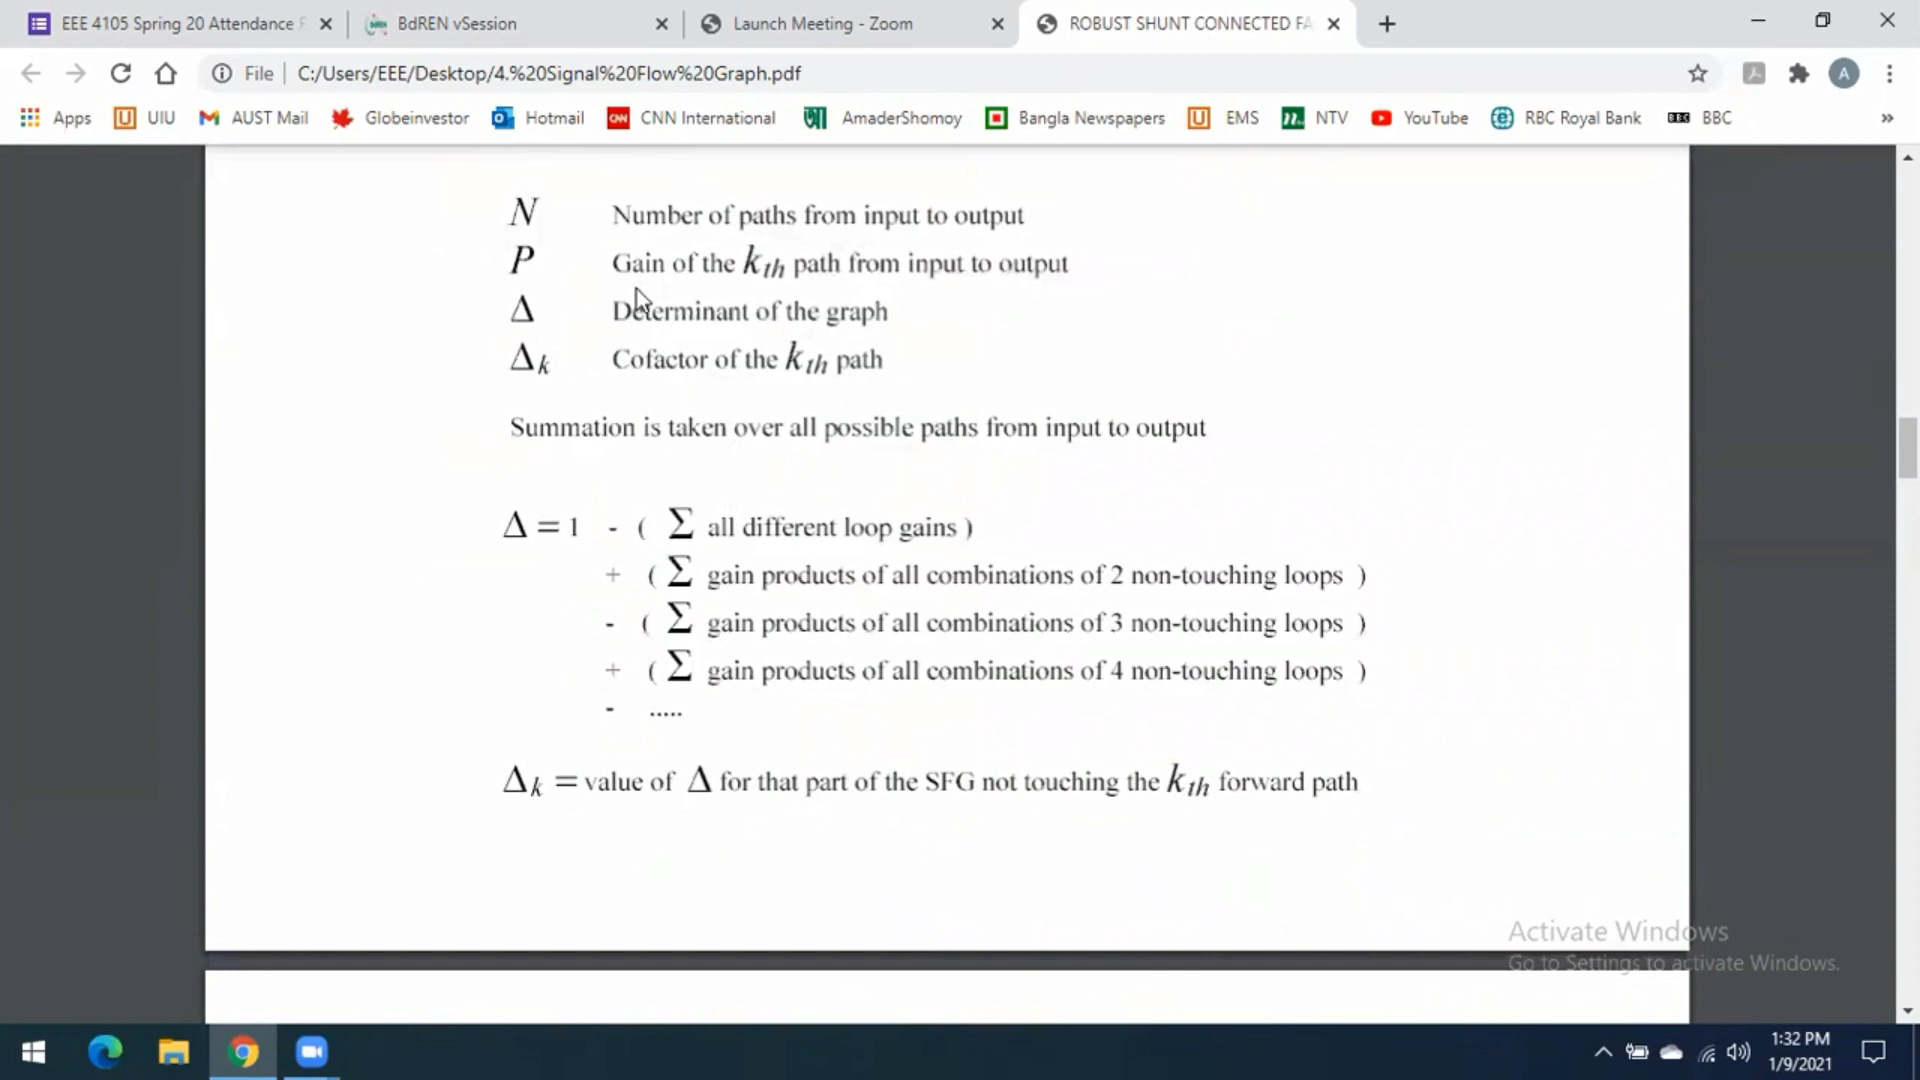 EEE 4105 Spring 20 Attendance
BdREN vSession
Launch Meeting - Zoom
ROBUST SHUNT CONNECTED FA
File
C:/Users/EEE/Desktop/4.%20Signal%20Flow%20Graph.pdf
A
Apps
UIU
AUST Mail
Globeinvestor
Hotmail
CNN International
AmaderShomoy
Bangla Newspapers
EMS
NTV
YouTube
RBC Royal Bank
BBC BBC
»
N Number of paths from input to output
P Gain of the k_th path from input to output
Δ Determinant of the graph
Δ_k Cofactor of the k_th path
Summation is taken over all possible paths from input to output
Δ = 1 - ( Σ all different loop gains )
+ ( Σ gain products of all combinations of 2 non-touching loops )
- ( Σ gain products of all combinations of 3 non-touching loops )
+ ( Σ gain products of all combinations of 4 non-touching loops )
- .....
Δ_k = value of Δ for that part of the SFG not touching the k_th forward path
Activate Windows
Go to Settings to activate Windows.
1:32 PM
1/9/2021